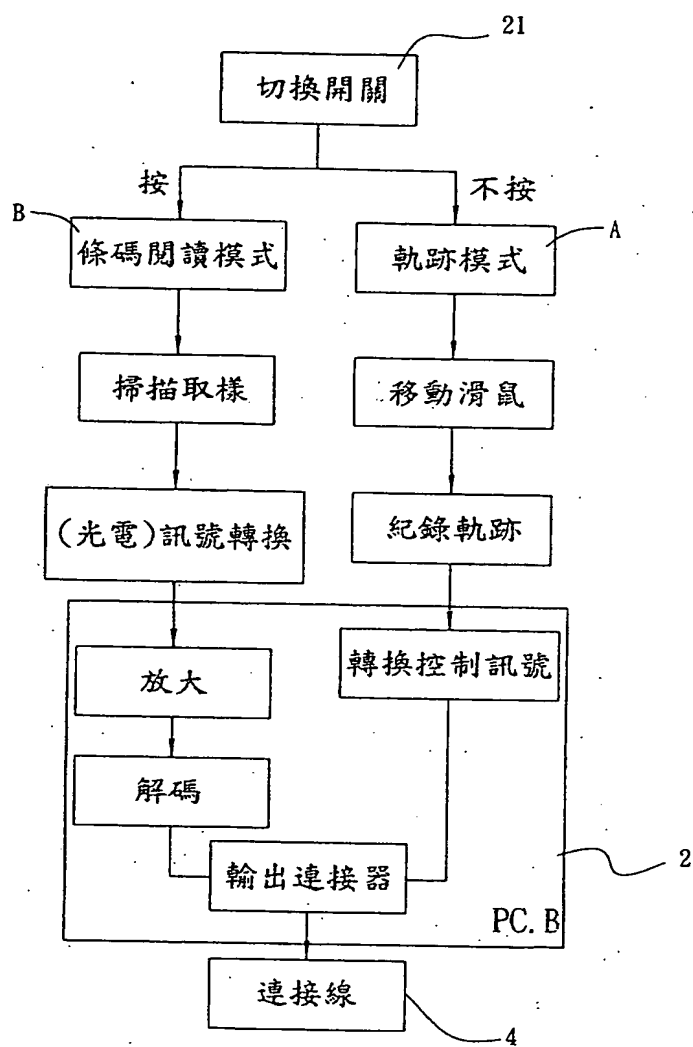 21
切換開關
按
不按
B
A
條碼閱讀模式
軌跡模式
掃描取樣
移動滑鼠
(光電)訊號轉換
紀錄軌跡
放大
轉換控制訊號
解碼
輸出連接器
2
PC.B
連接線
4